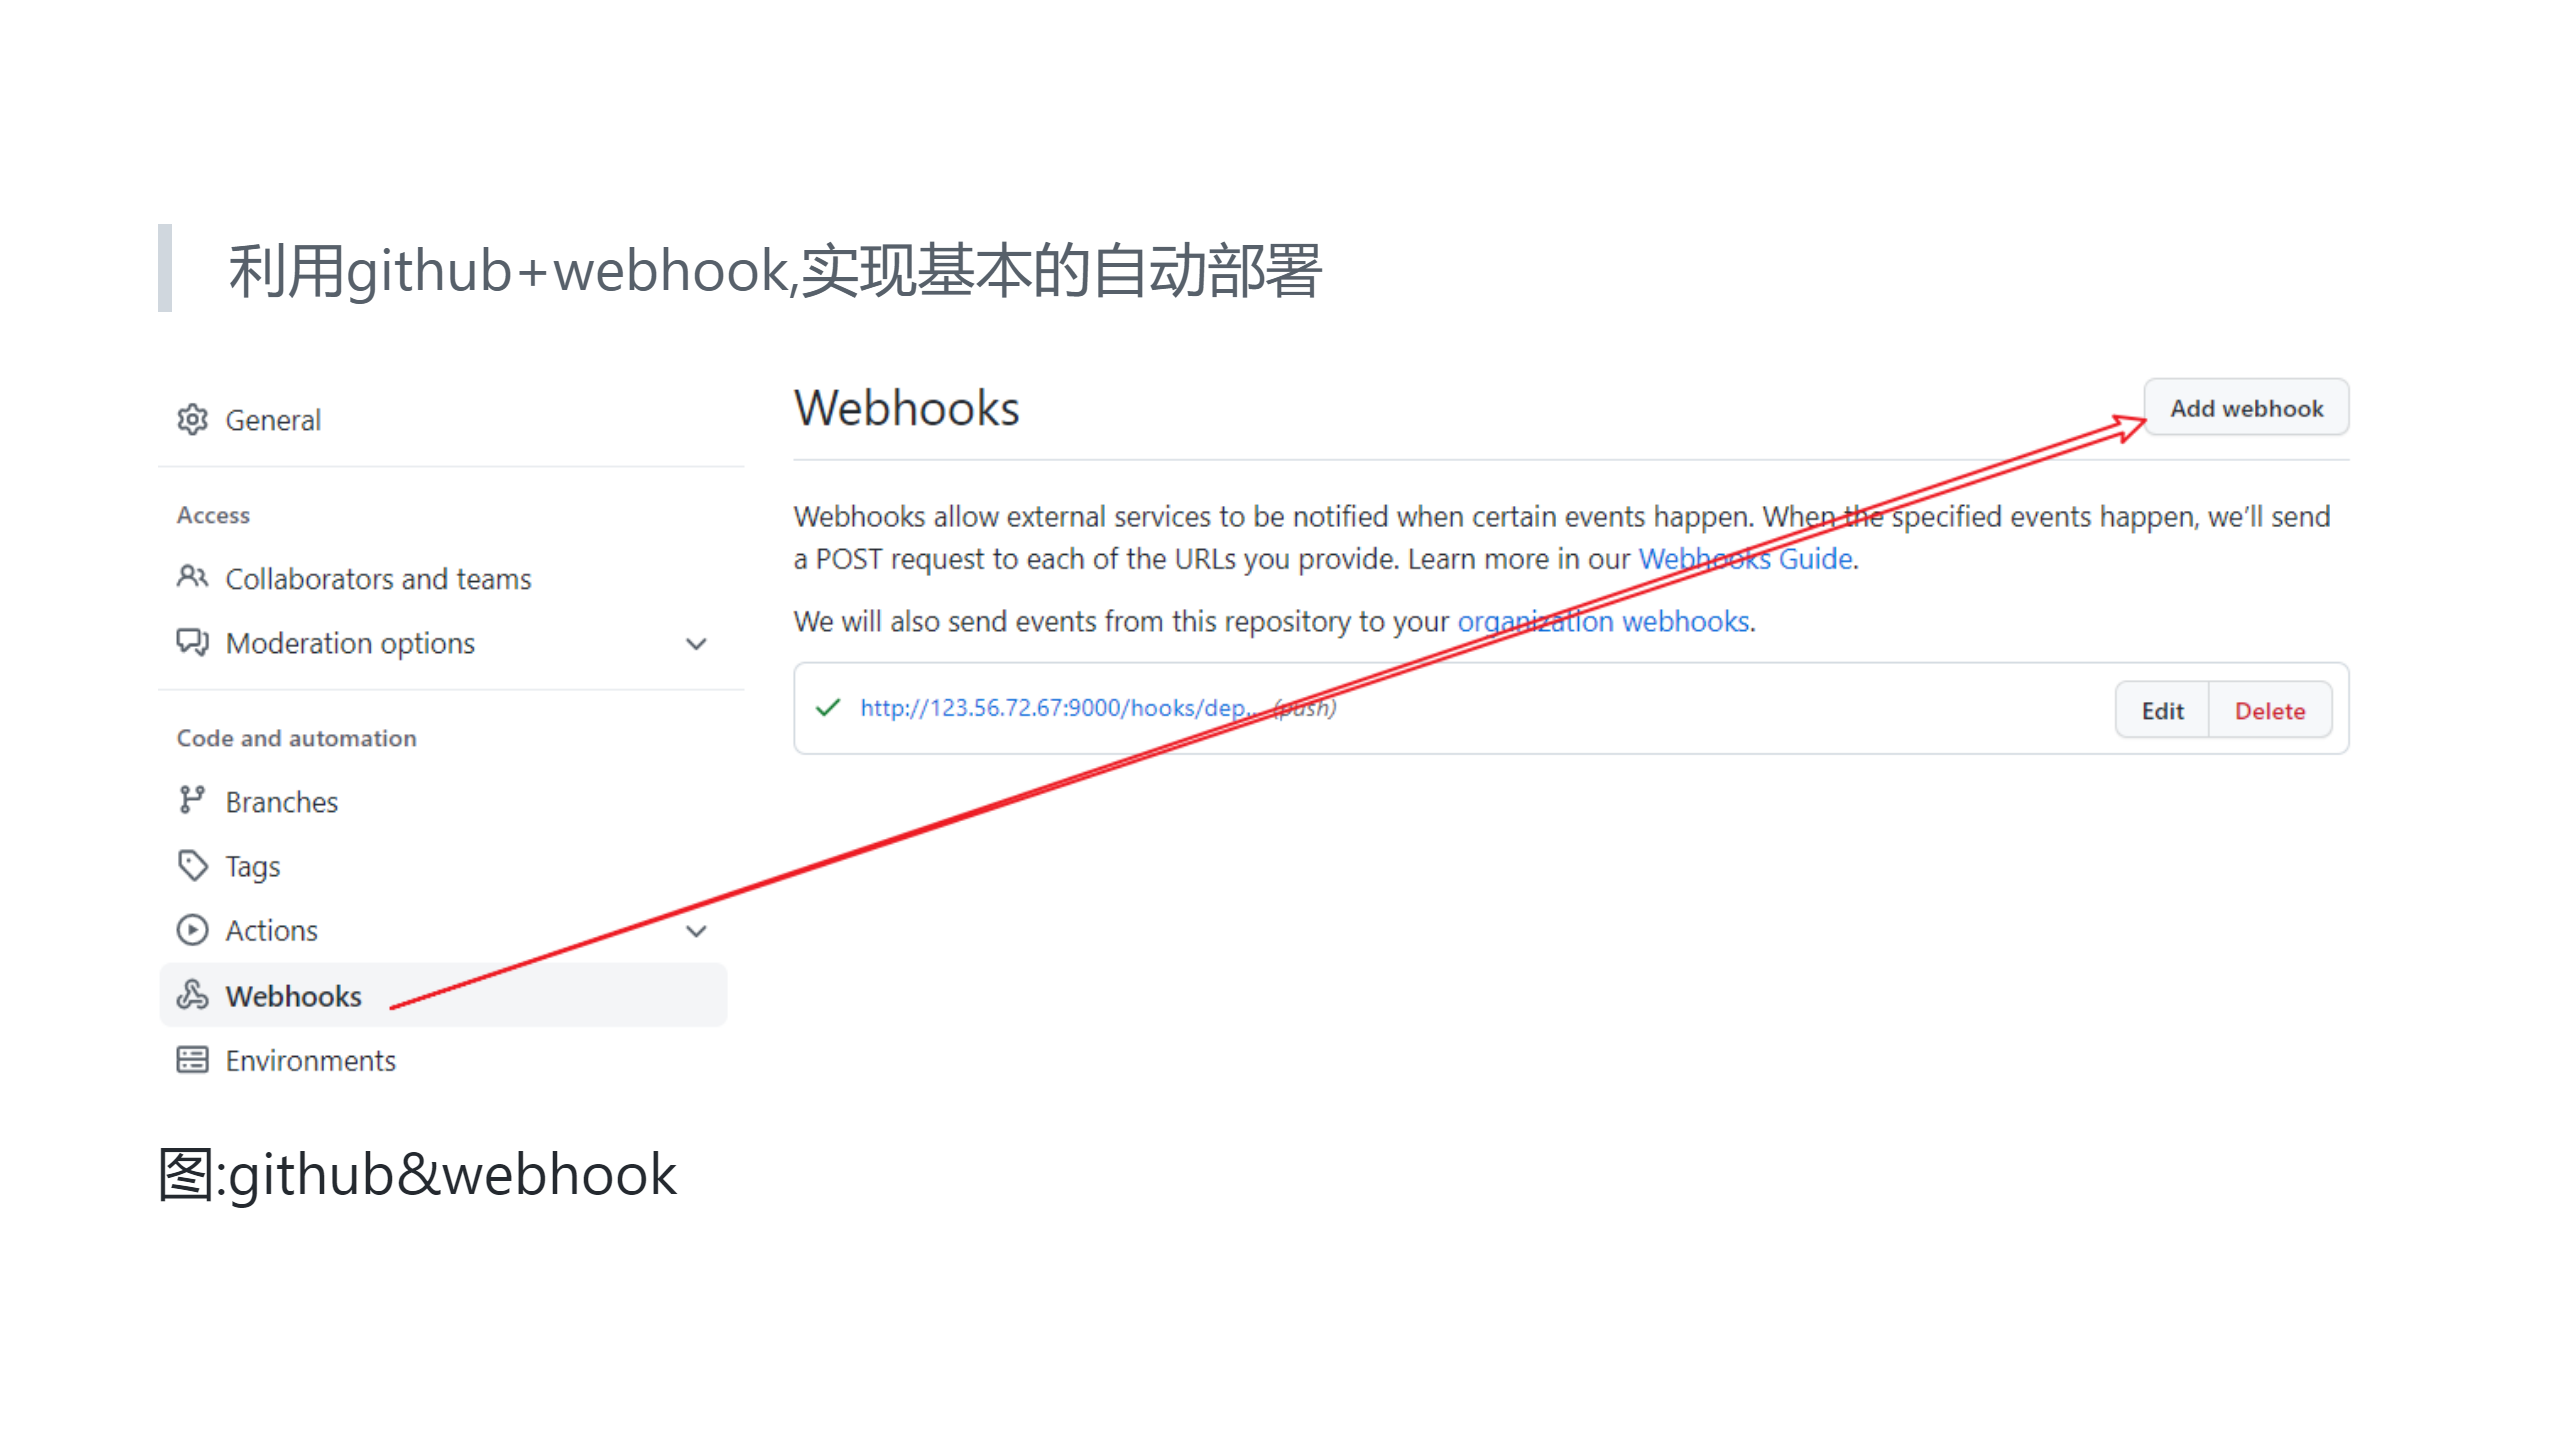 利用github+webhook,实现基本的自动部署
General
Access
Collaborators and teams
Moderation options
Code and automation
Branches
Tags
Actions
Webhooks
Environments
Webhooks
Add webhook
Webhooks allow external services to be notified when certain events happen. When the specified events happen, we'll send
a POST request to each of the URLs you provide. Learn more in our Webhooks Guide.
We will also send events from this repository to your organization webhooks.
http://123.56.72.67:9000/hooks/dep... (push)
Edit
Delete
图:github&webhook